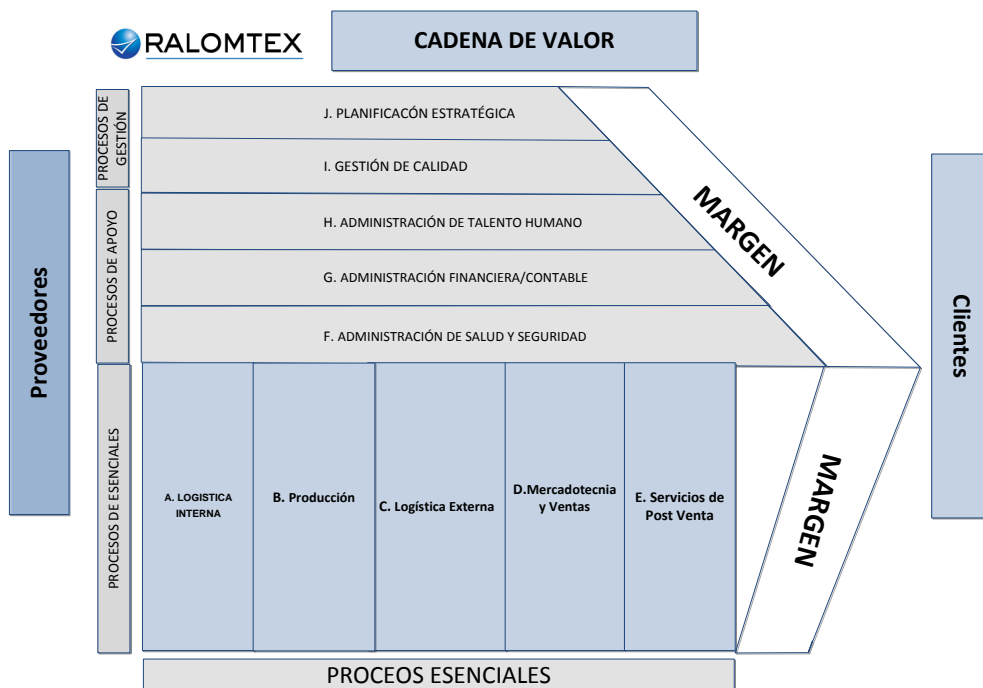 RALOMTEX
CADENA DE VALOR
PROCESOS DE
GESTIÓN
J. PLANIFICACÓN ESTRATÉGICA
I. GESTIÓN DE CALIDAD
PROCESOS DE APOYO
H. ADMINISTRACIÓN DE TALENTO HUMANO
G. ADMINISTRACIÓN FINANCIERA/CONTABLE
F. ADMINISTRACIÓN DE SALUD Y SEGURIDAD
MARGEN
Proveedores
Clientes
PROCESOS DE ESENCIALES
A. LOGISTICA
INTERNA
B. Producción
C. Logística Externa
D.Mercadotecnia
y Ventas
E. Servicios de
Post Venta
MARGEN
PROCEOS ESENCIALES